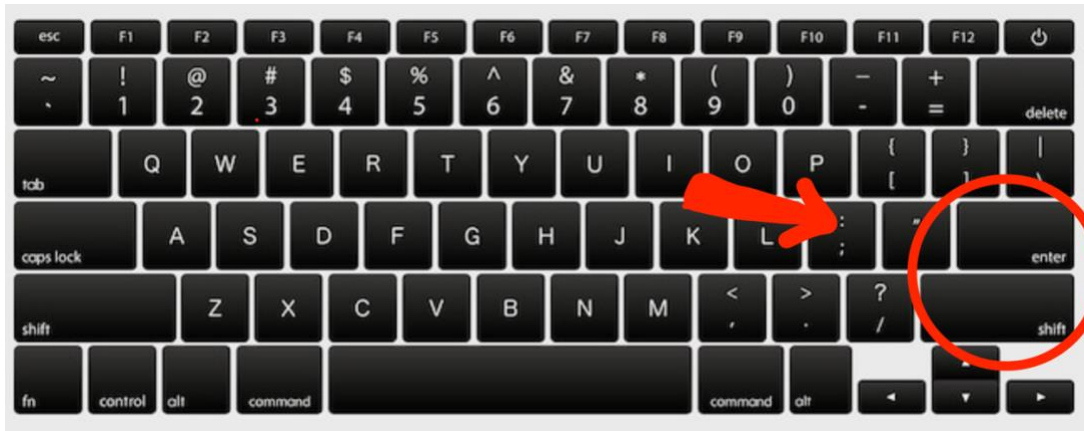 esc F1 F2 F3 F4 F5 F6 F7 F8 F9 F10 F11 F12
~ ! @ # $ % ^ & * ( ) _ +
` 1 2 3 4 5 6 7 8 9 0 - = delete
{ } |
tab Q W E R T Y U I O P [ ] \
: "
caps lock A S D F G H J K L ; enter
< > ?
shift Z X C V B N M , . / shift
fn control alt command command alt